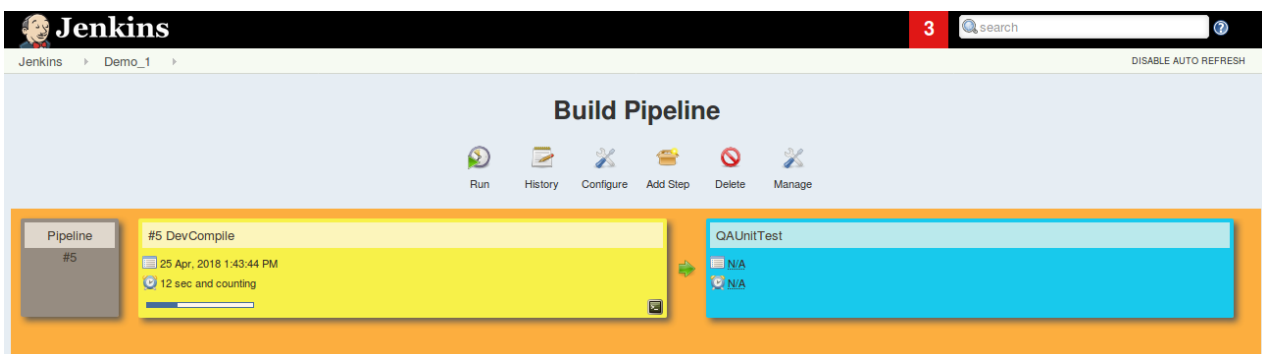 Jenkins
3
search
Jenkins Demo_1
DISABLE AUTO REFRESH
Build Pipeline
Run History Configure Add Step Delete Manage
Pipeline
#5
#5 DevCompile
25 Apr, 2018 1:43:44 PM
12 sec and counting
QAUnitTest
N/A
N/A